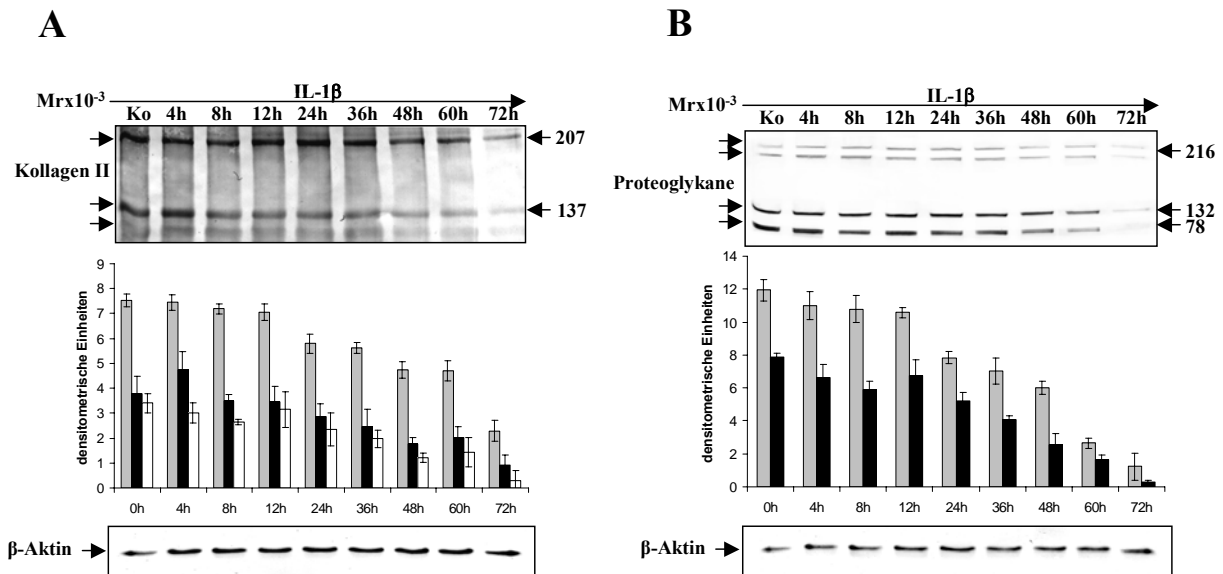 A
IL-1β
Mrx10-3
Ko 4h 8h 12h 24h 36h 48h 60h 72h
207
Kollagen II
137
densitometrische Einheiten
9
8
7
6
5
4
3
2
1
0
0h 4h 8h 12h 24h 36h 48h 60h 72h
β-Aktin
B
IL-1β
Mrx10-3
Ko 4h 8h 12h 24h 36h 48h 60h 72h
216
Proteoglykane
132
78
densitometrische Einheiten
14
12
10
8
6
4
2
0
0h 4h 8h 12h 24h 36h 48h 60h 72h
β-Aktin